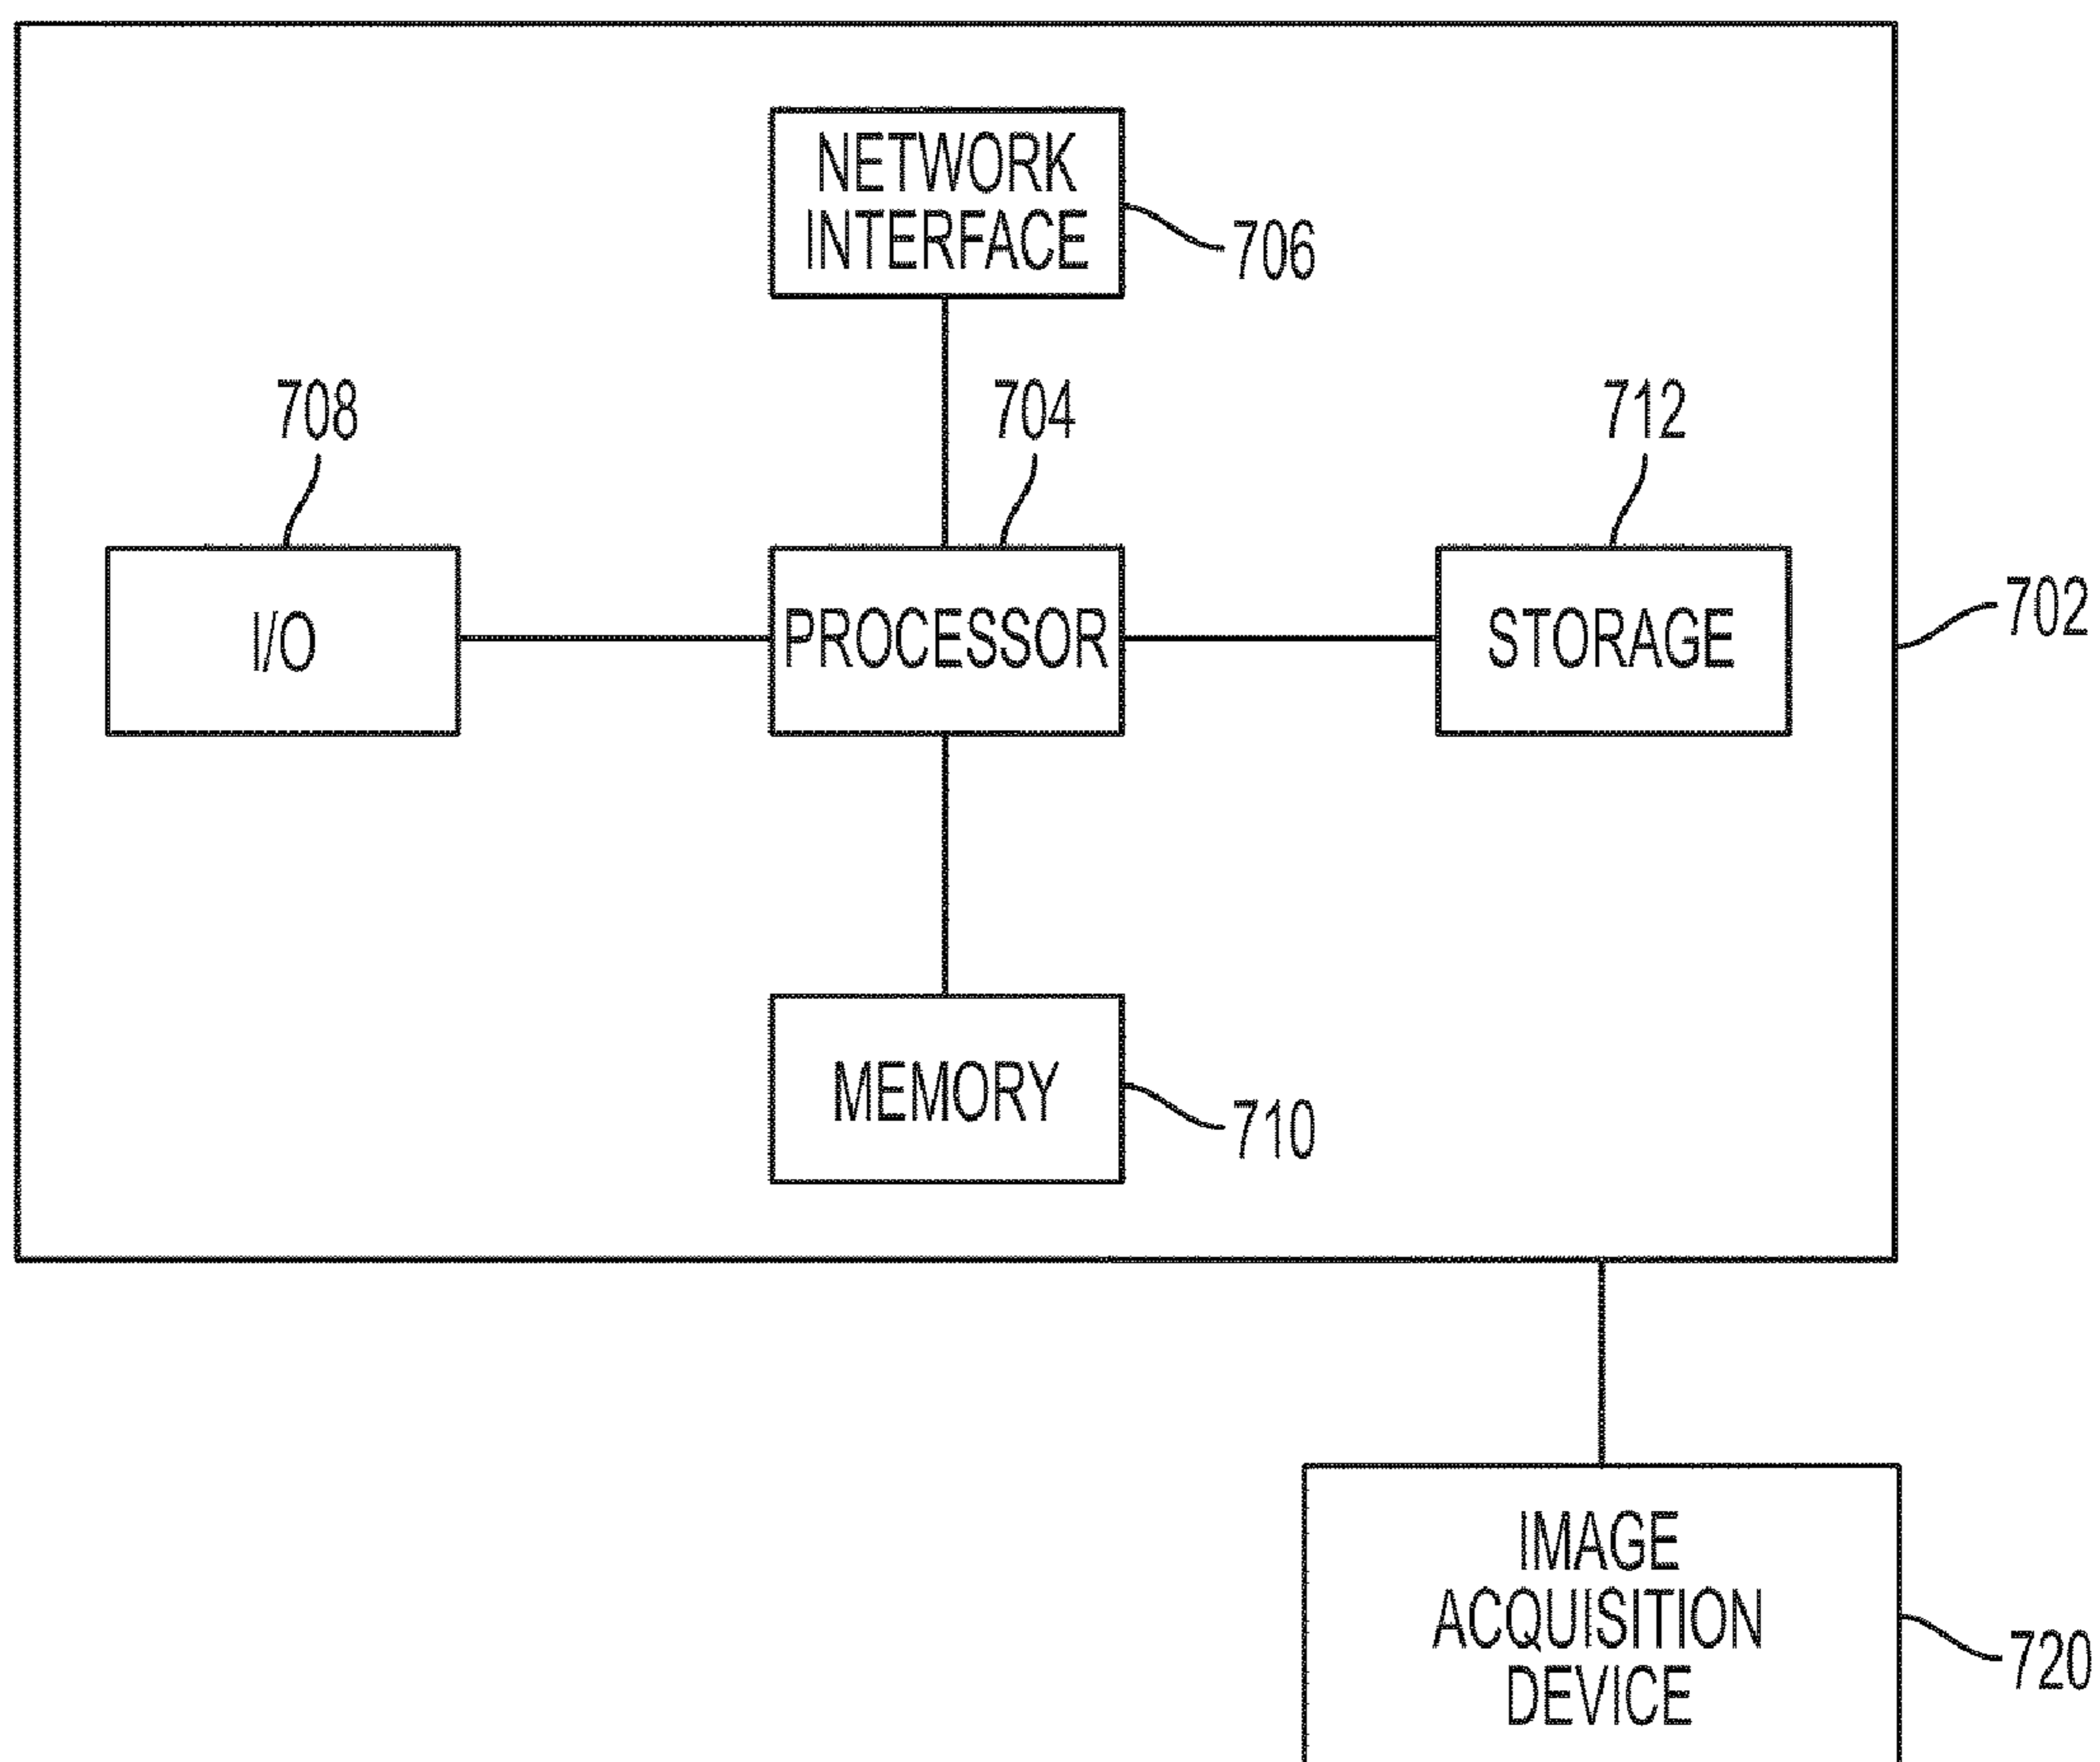 NETWORK
INTERFACE
706
708
704
712
I/O
PROCESSOR
STORAGE
702
MEMORY
710
IMAGE
ACQUISITION
DEVICE
720